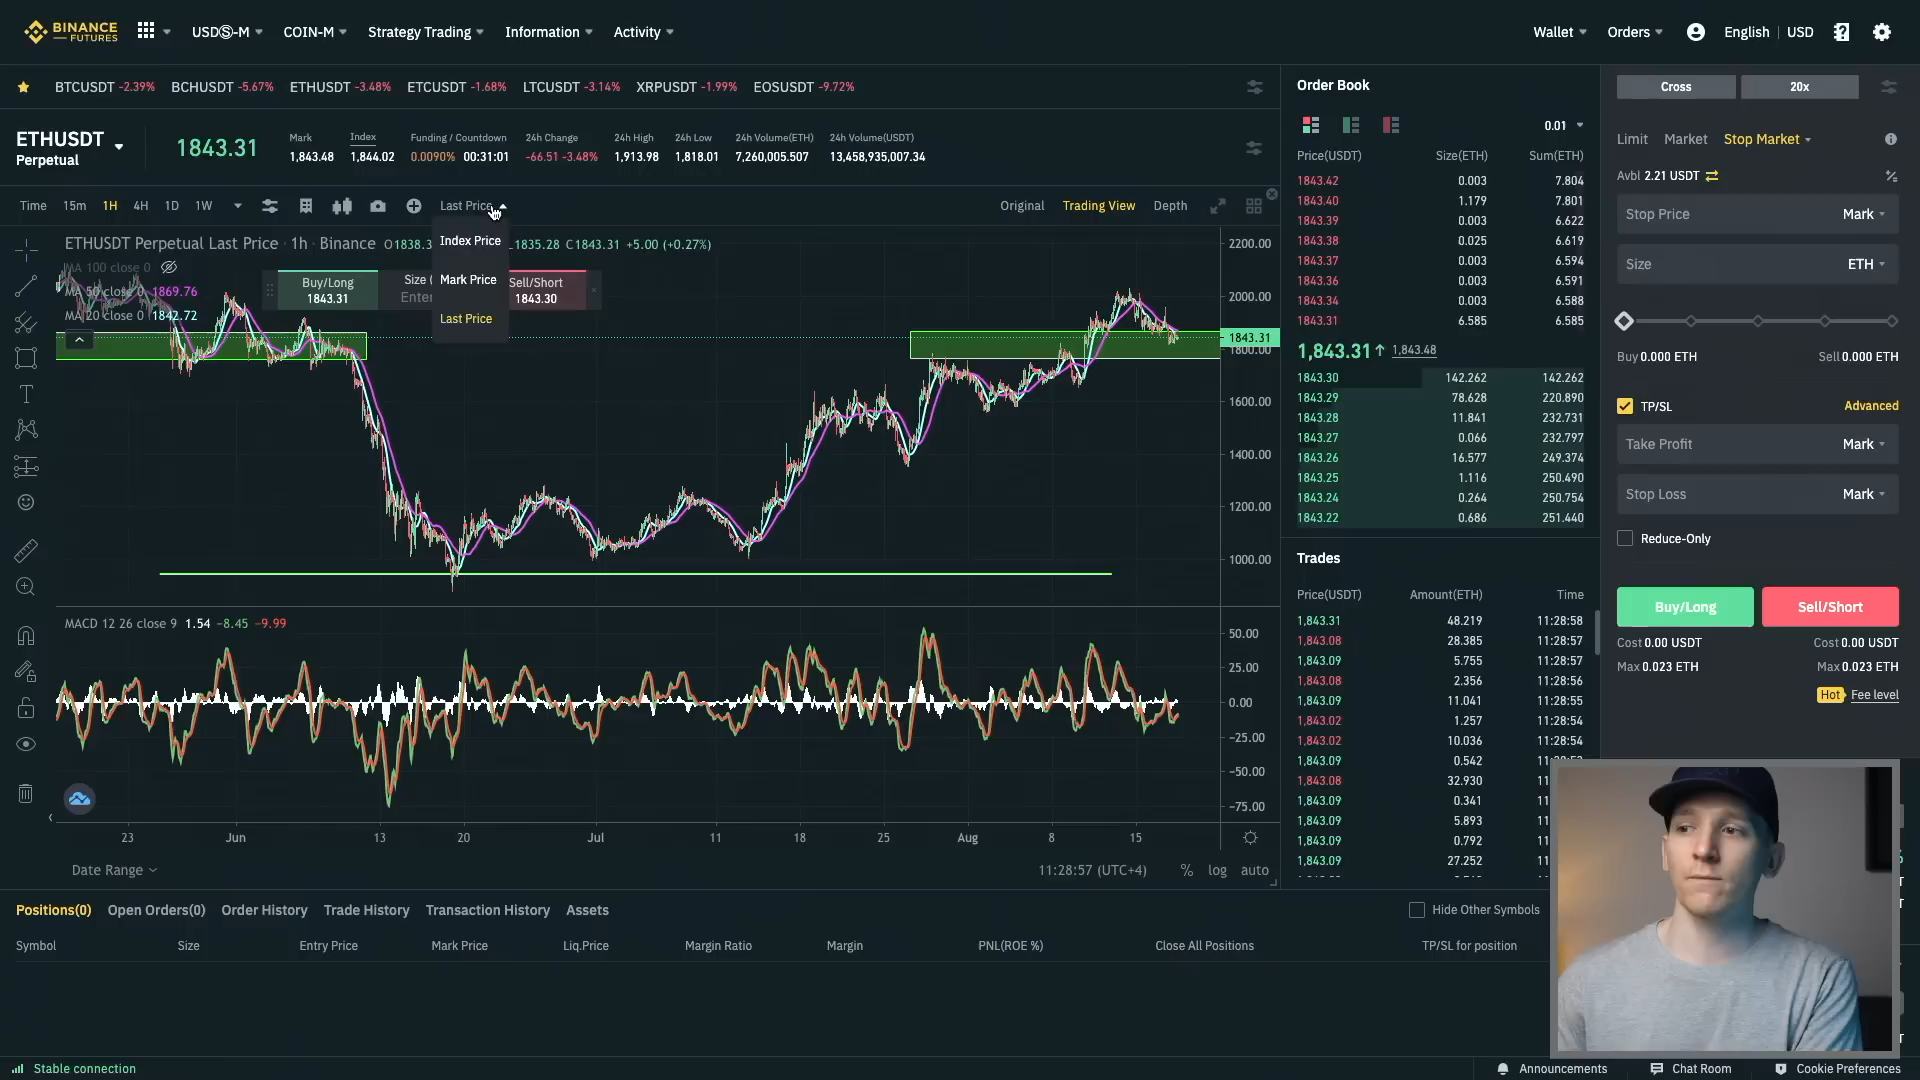 BINANCE
FUTURES
USDⓈ-M
COIN-M
Strategy Trading
Information
Activity
Wallet
Orders
English | USD
BTCUSDT -2.39%
BCHUSDT -5.67%
ETHUSDT -3.48%
ETCUSDT -1.68%
LTCUSDT -3.14%
XRPUSDT -1.99%
EOSUSDT -9.72%
ETHUSDT
Perpetual
1843.31
Mark
1,843.48
Index
1,844.02
Funding / Countdown
0.0090% 00:31:01
24h Change
-66.51 -3.48%
24h High
1,913.98
24h Low
1,818.01
24h Volume(ETH)
7,260,005.507
24h Volume(USDT)
13,458,935,007.34
Time 15m 1H 4H 1D 1W
Last Price
Original Trading View Depth
Index Price
Mark Price
Last Price
ETHUSDT Perpetual Last Price · 1h · Binance O1838.3 L1835.28 C1843.31 +5.00 (+0.27%)
MA 100 close 0
MA 50 close 0 1869.76
MA 20 close 0 1842.72
Buy/Long
1843.31
Size (
Enter
Sell/Short
1843.30
2200.00
2000.00
1843.31
1800.00
1600.00
1400.00
1200.00
1000.00
MACD 12 26 close 9 1.54 −8.45 −9.99
50.00
25.00
0.00
−25.00
−50.00
−75.00
23 Jun 13 20 Jul 11 18 25 Aug 8 15
Date Range
11:28:57 (UTC+4) % log auto
Order Book
0.01
Price(USDT) Size(ETH) Sum(ETH)
1843.42 0.003 7.804
1843.40 1.179 7.801
1843.39 0.003 6.622
1843.38 0.025 6.619
1843.37 0.003 6.594
1843.36 0.003 6.591
1843.34 0.003 6.588
1843.31 6.585 6.585
1,843.31↑ 1,843.48
1843.30 142.262 142.262
1843.29 78.628 220.890
1843.28 11.841 232.731
1843.27 0.066 232.797
1843.26 16.577 249.374
1843.25 1.116 250.490
1843.24 0.264 250.754
1843.22 0.686 251.440
Trades
Price(USDT) Amount(ETH) Time
1,843.31 48.219 11:28:58
1,843.08 28.385 11:28:57
1,843.09 5.755 11:28:57
1,843.08 2.356 11:28:56
1,843.09 11.041 11:28:55
1,843.02 1.257 11:28:54
1,843.02 10.036 11:28:54
1,843.09 0.542
1,843.08 32.930
1,843.09 0.341
1,843.09 5.893
1,843.09 0.792
1,843.09 27.252
Cross 20x
Limit Market Stop Market
Avbl 2.21 USDT
Stop Price Mark
Size ETH
Buy 0.000 ETH Sell 0.000 ETH
TP/SL Advanced
Take Profit Mark
Stop Loss Mark
Reduce-Only
Buy/Long Sell/Short
Cost 0.00 USDT Cost 0.00 USDT
Max 0.023 ETH Max 0.023 ETH
Hot Fee level
Positions(0) Open Orders(0) Order History Trade History Transaction History Assets
Hide Other Symbols
Symbol Size Entry Price Mark Price Liq.Price Margin Ratio Margin PNL(ROE %) Close All Positions TP/SL for position
Stable connection
Announcements Chat Room Cookie Preferences